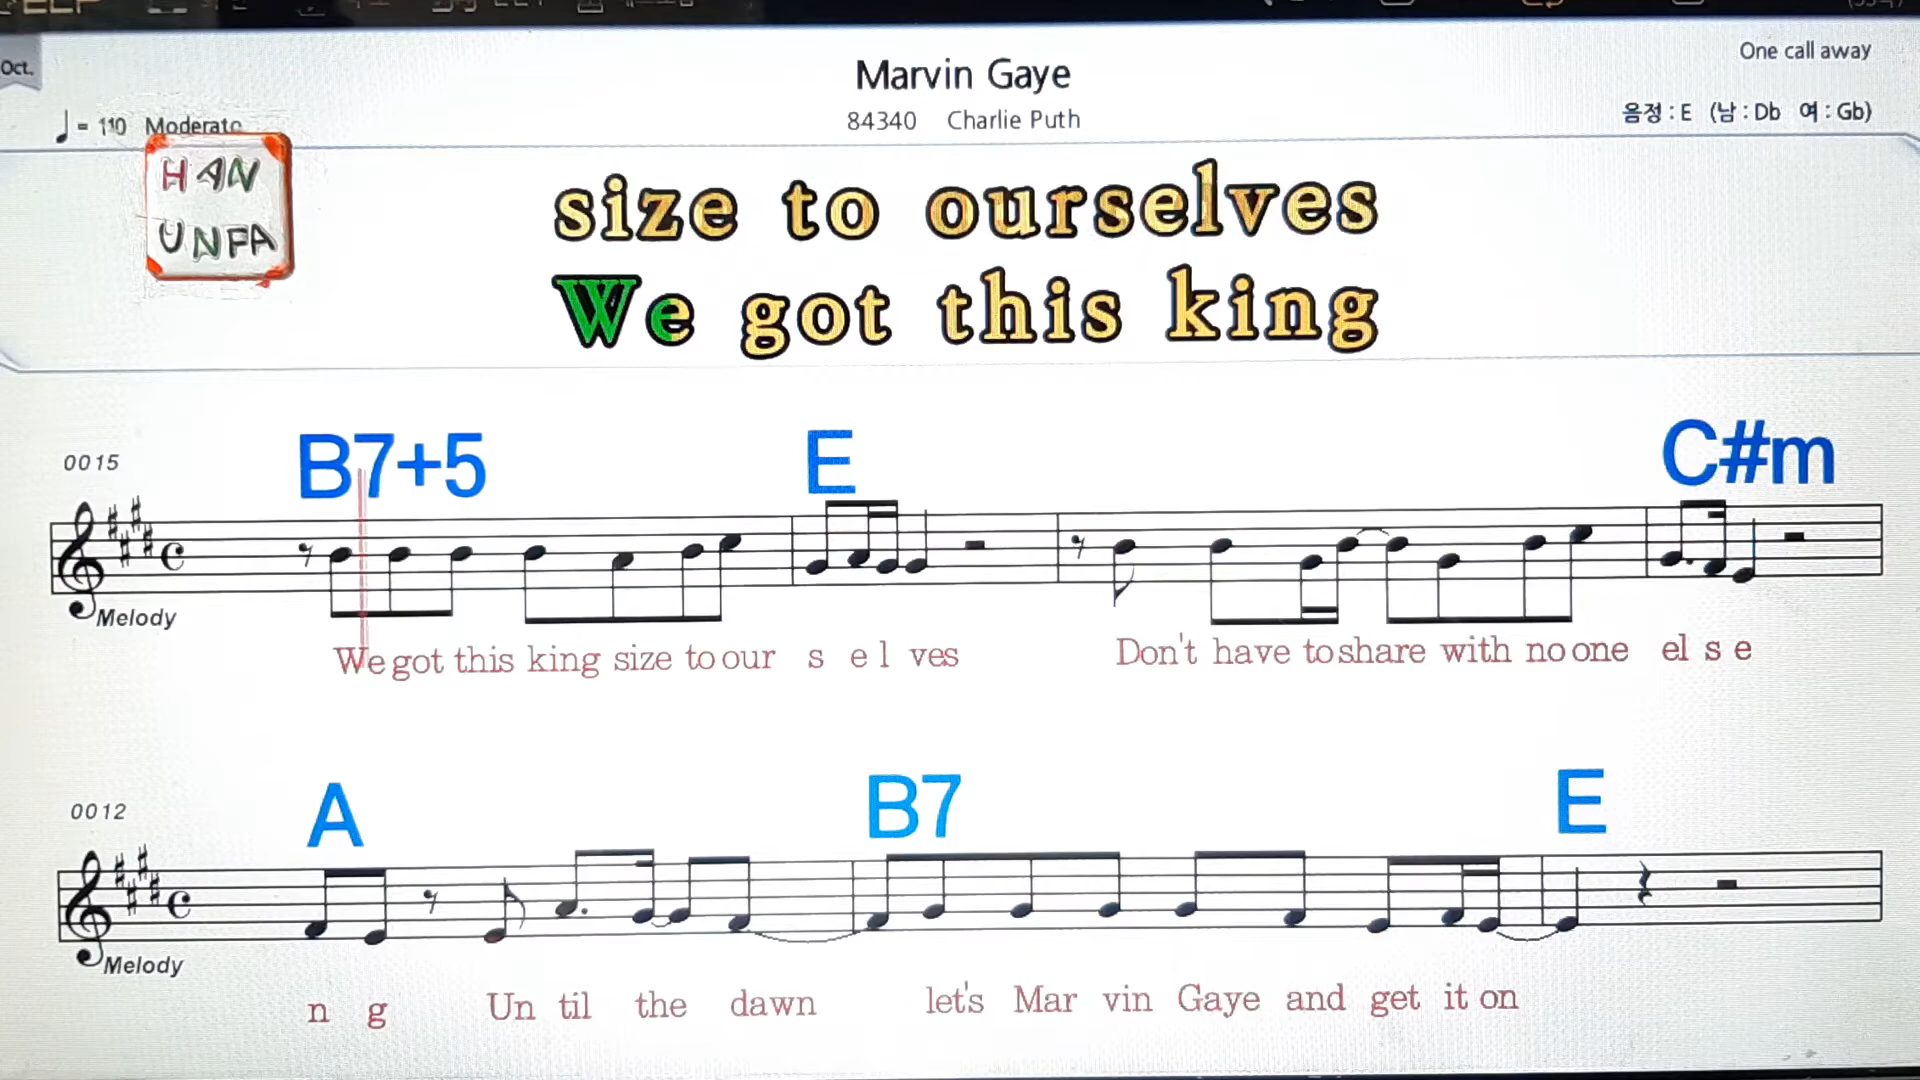 Oct.
Marvin Gaye
One call away
♩= 110 Moderato
84340 Charlie Puth
음정 : E (남 : Db 여 : Gb)
HAN
UNFA
size to ourselves
We got this king
B7+5 E C#m
0015
Melody
We got this king size to our s e l ves Don't have to share with no one el s e
A B7 E
0012
Melody
n g Un til the dawn let's Mar vin Gaye and get it on